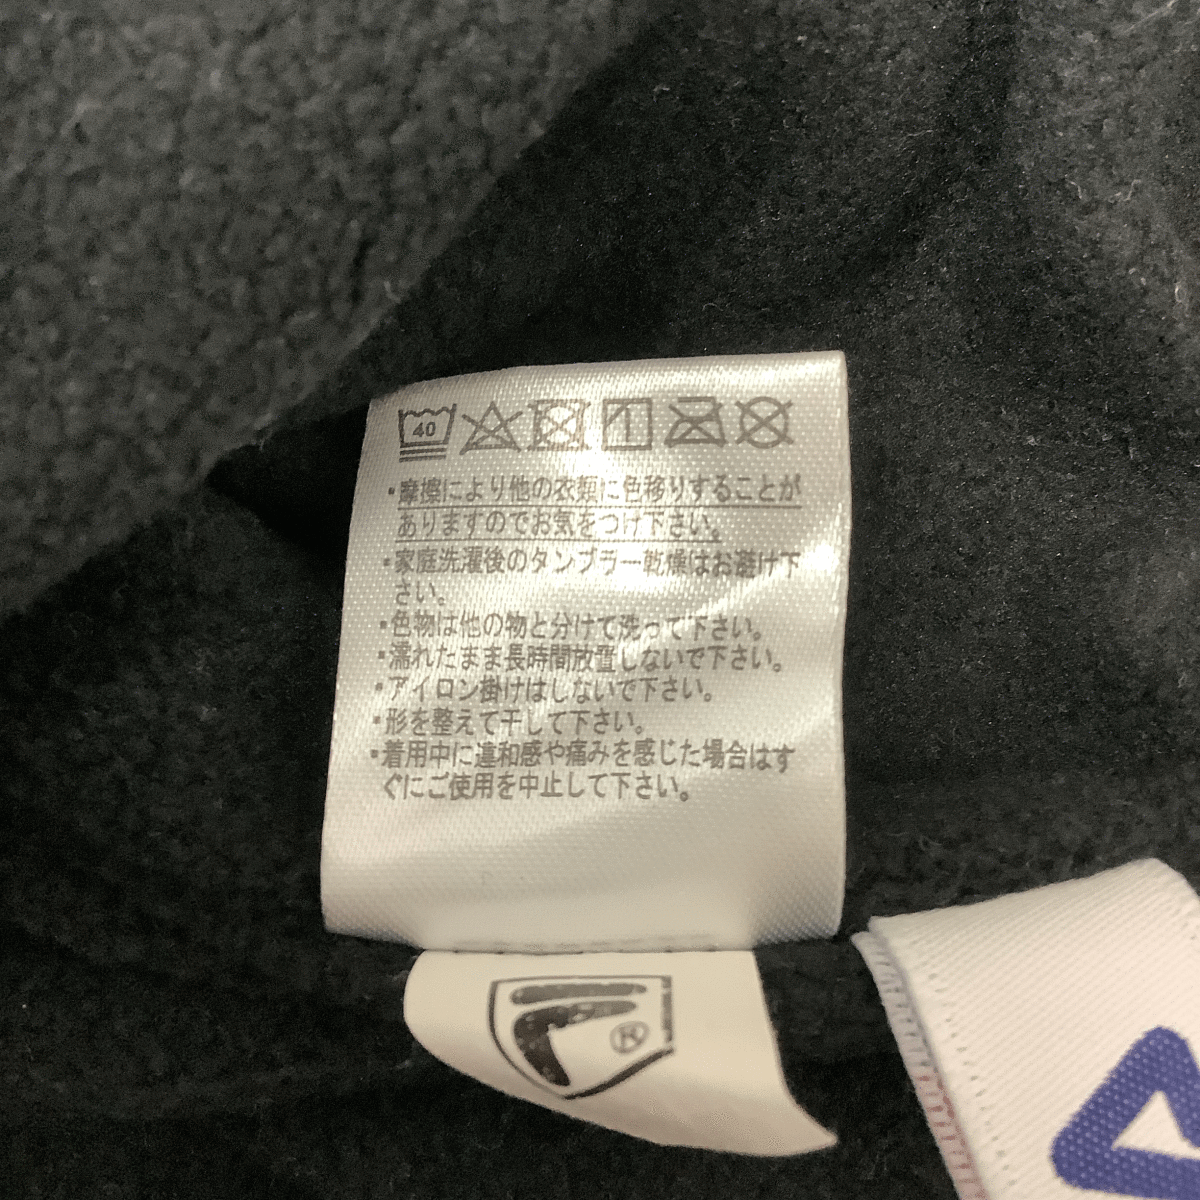 40
・摩擦により他の衣類に色移りすることが
ありますのでお気をつけ下さい。
・家庭洗濯後のタンブラー乾燥はお避け下
さい。
・色物は他の物と分けて洗って下さい。
・濡れたまま長時間放置しないで下さい。
・アイロン掛けはしないで下さい。
・形を整えて干して下さい。
・着用中に違和感や痛みを感じた場合はす
ぐにご使用を中止して下さい。
F
®